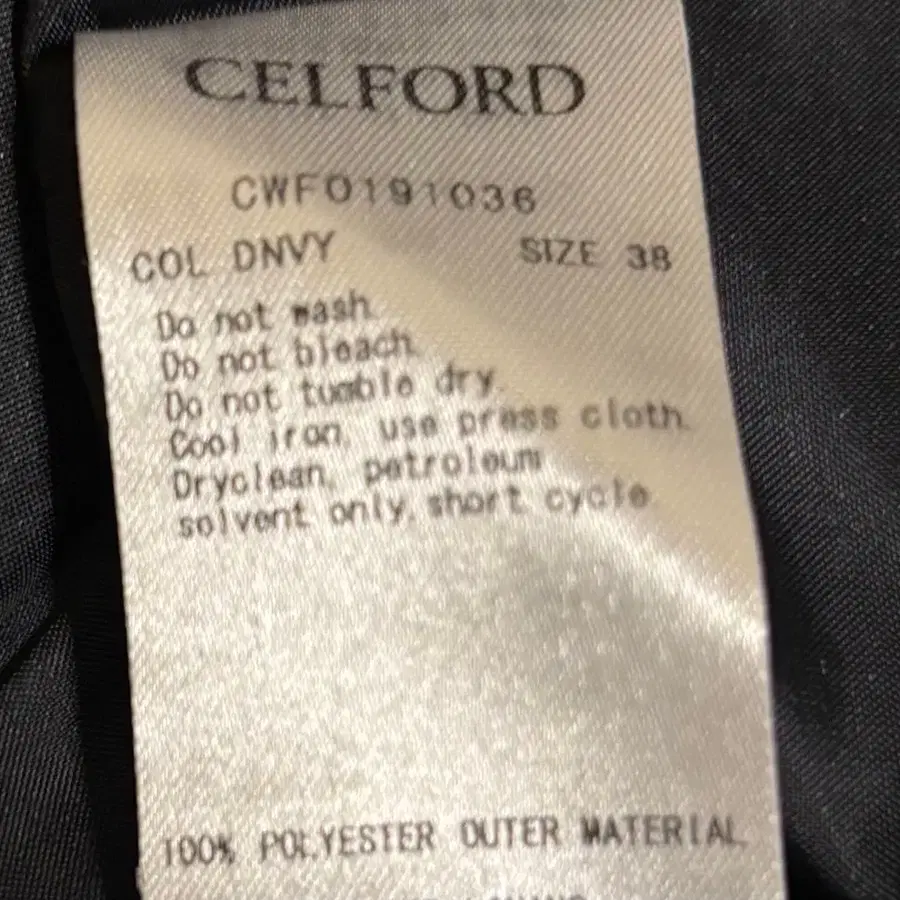 CELFORD
CWFO191036
COL DNVY SIZE 38
Do not wash.
Do not bleach.
Do not tumble dry.
Cool iron, use press cloth.
Dryclean, petroleum
solvent only, short cycle.
100% POLYESTER OUTER MATERIAL